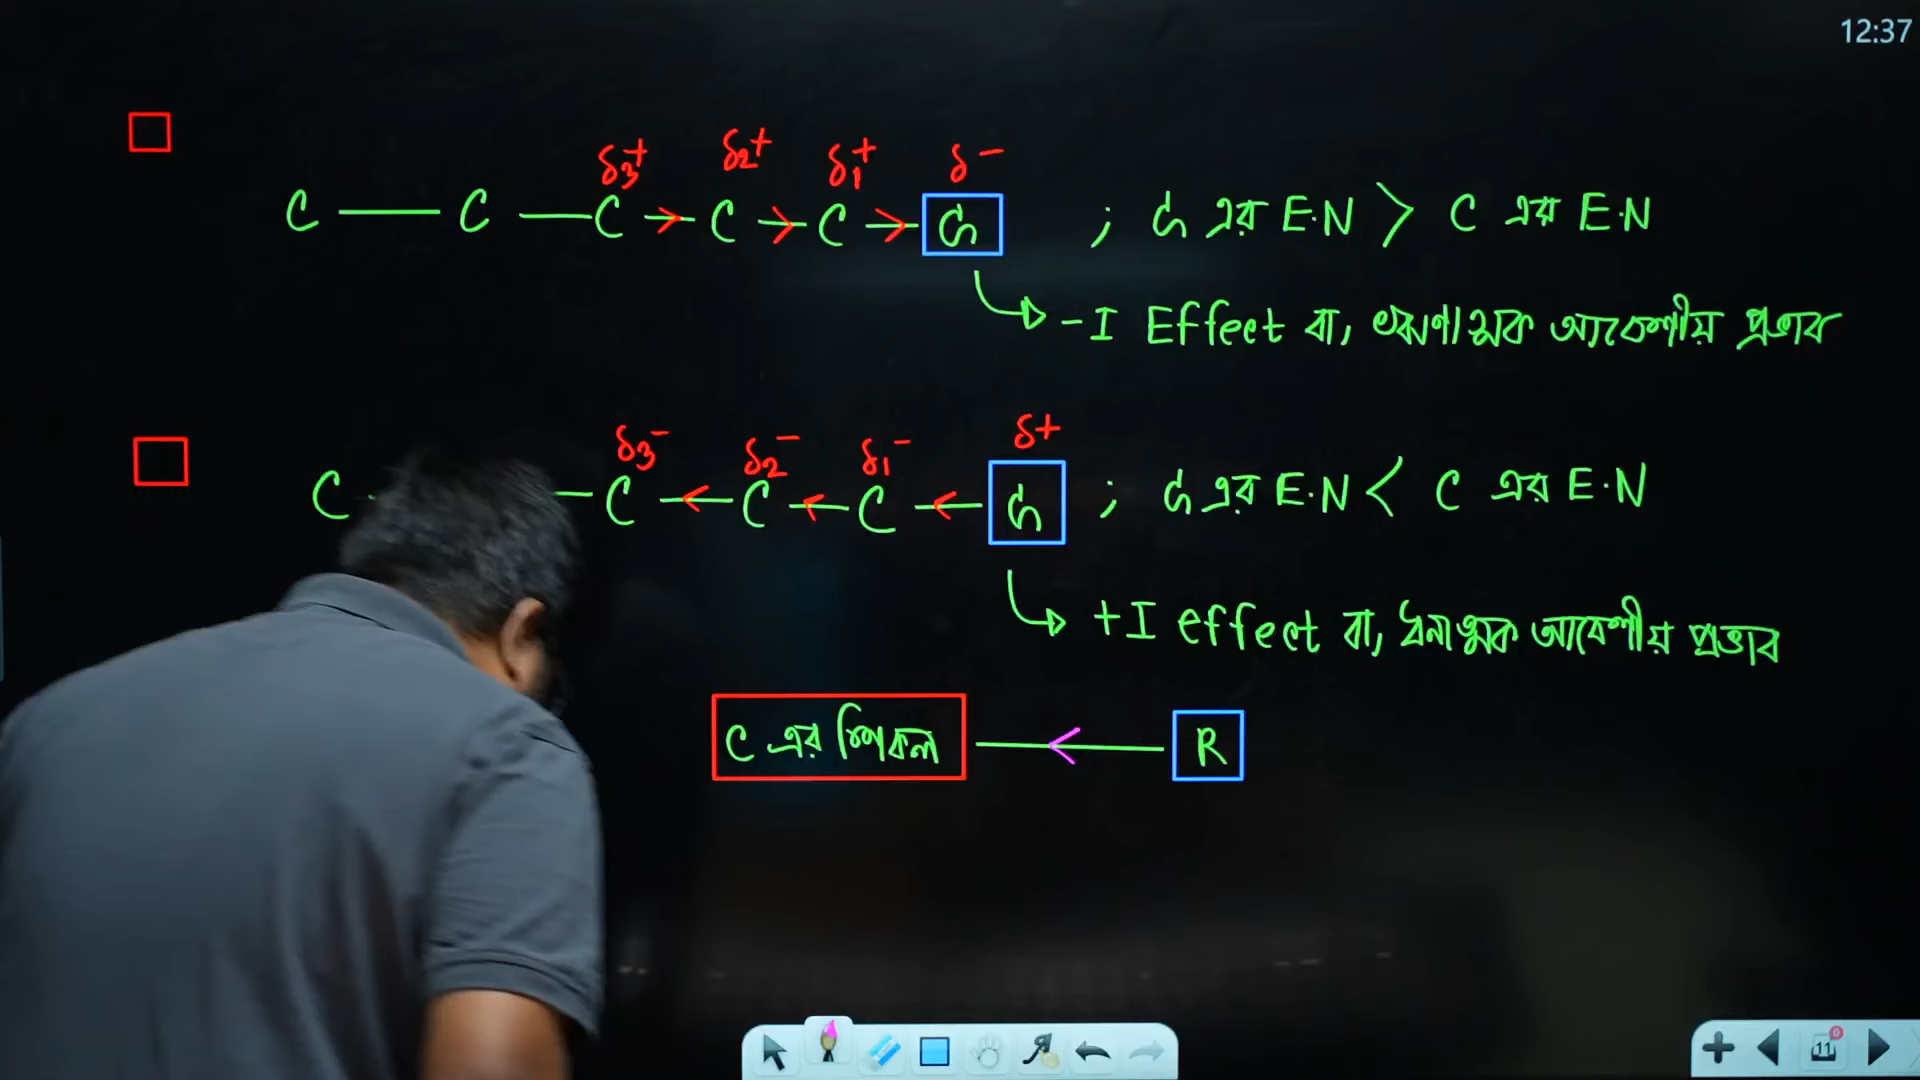 12:37
δ3+ δ2+ δ1+ δ-
C — C — C → C → C → G ; G এর E.N > C এর E.N
-I Effect বা, ঋণাত্মক আবেশীয় প্রভাব
δ3- δ2- δ1- δ+
C C ← C ← C ← G ; G এর E.N < C এর E.N
+I effect বা, ধনাত্মক আবেশীয় প্রভাব
C এর শিকল ← R
11